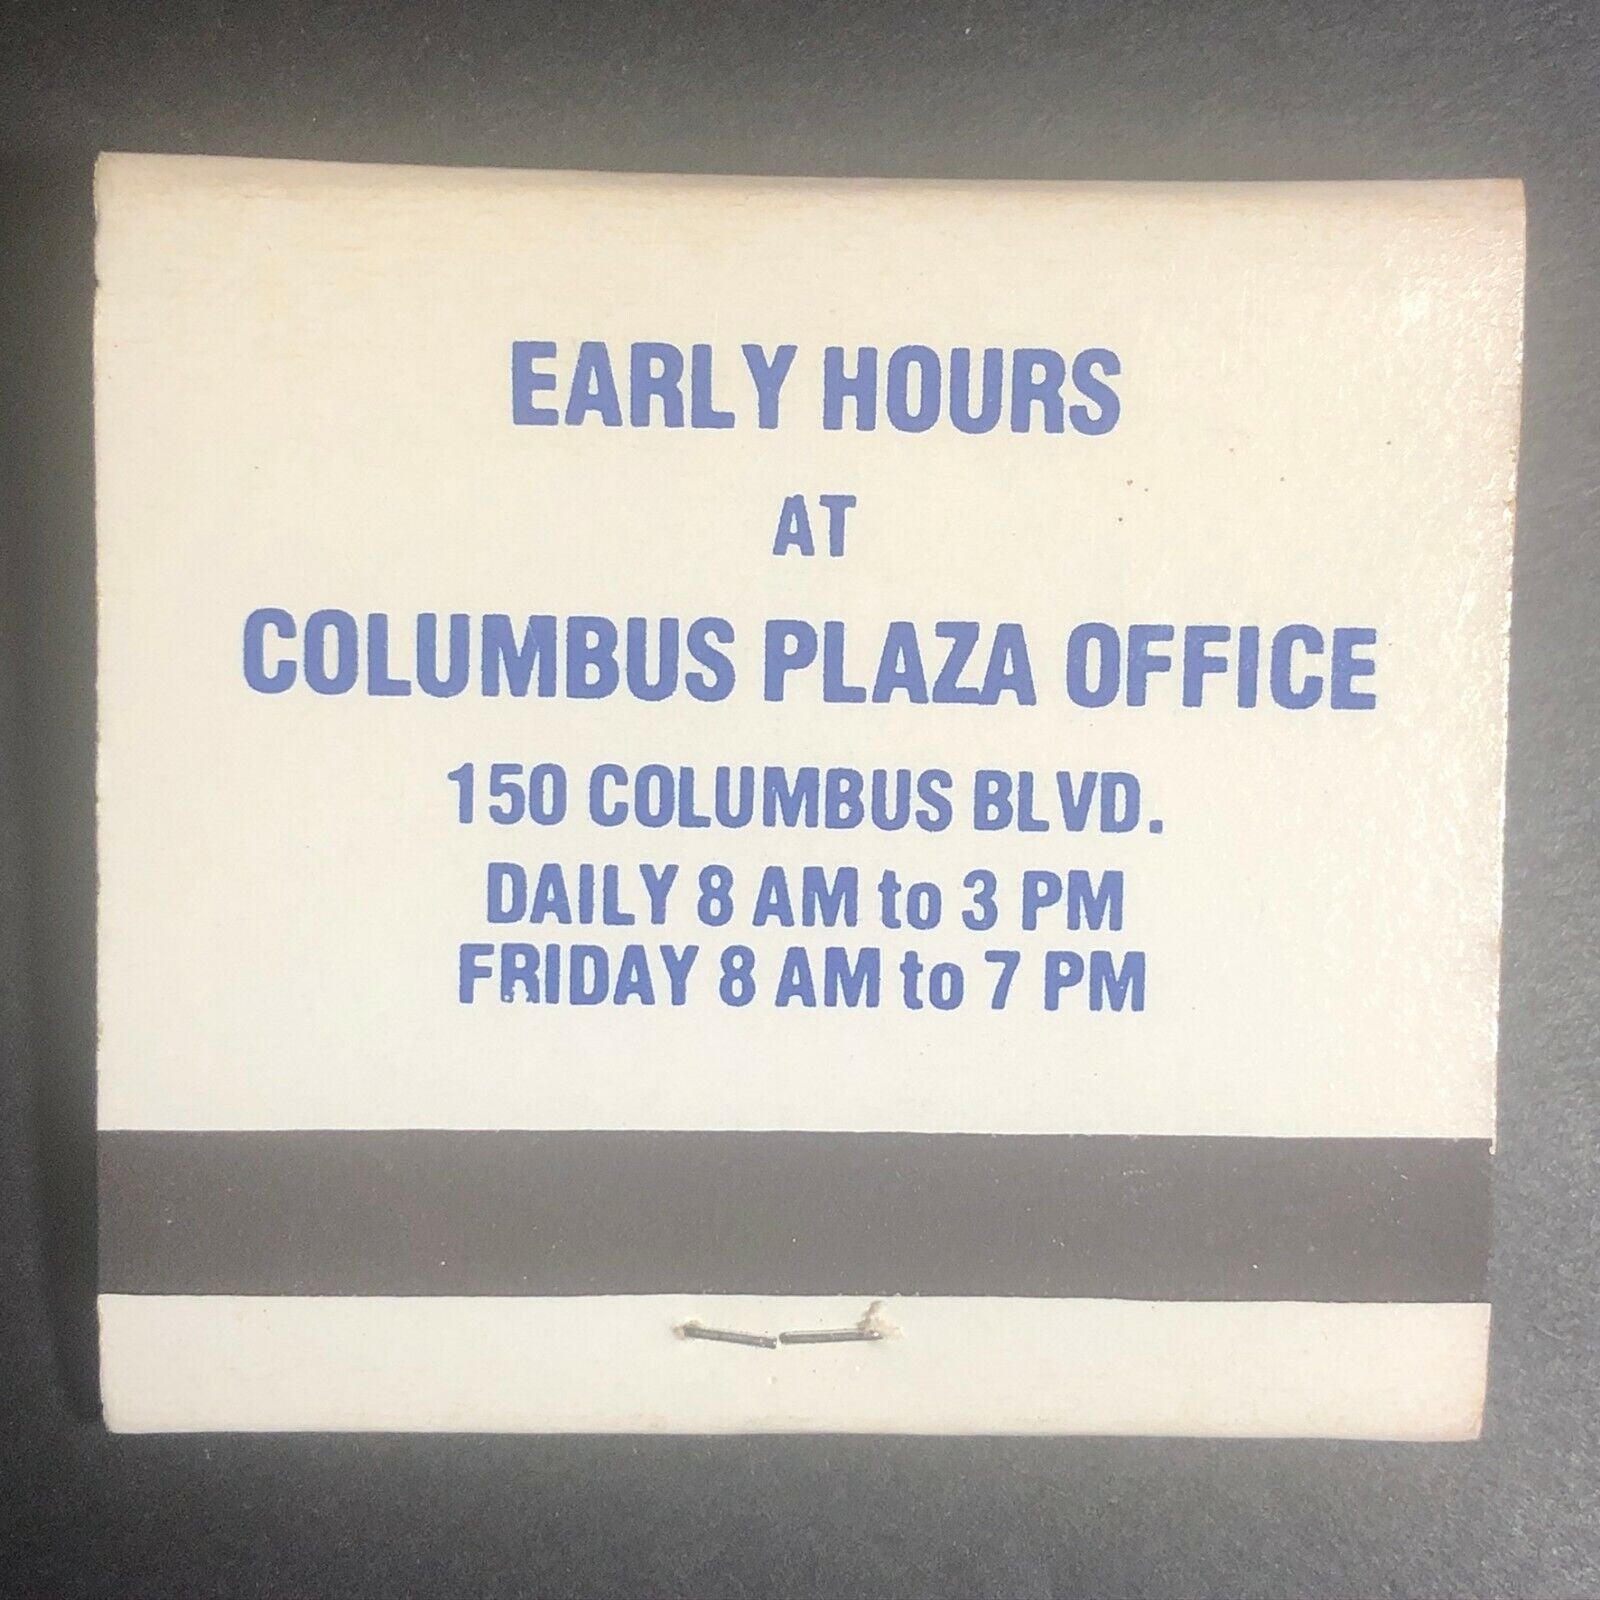 EARLY HOURS
AT
COLUMBUS PLAZA OFFICE
150 COLUMBUS BLVD.
DAILY 8 AM to 3 PM
FRIDAY 8 AM to 7 PM